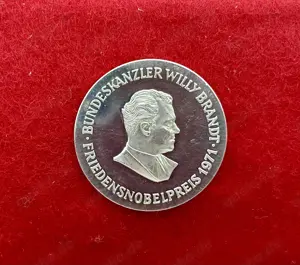 · BUNDESKANZLER WILLY BRANDT ·
FRIEDENSNOBELPREIS 1971